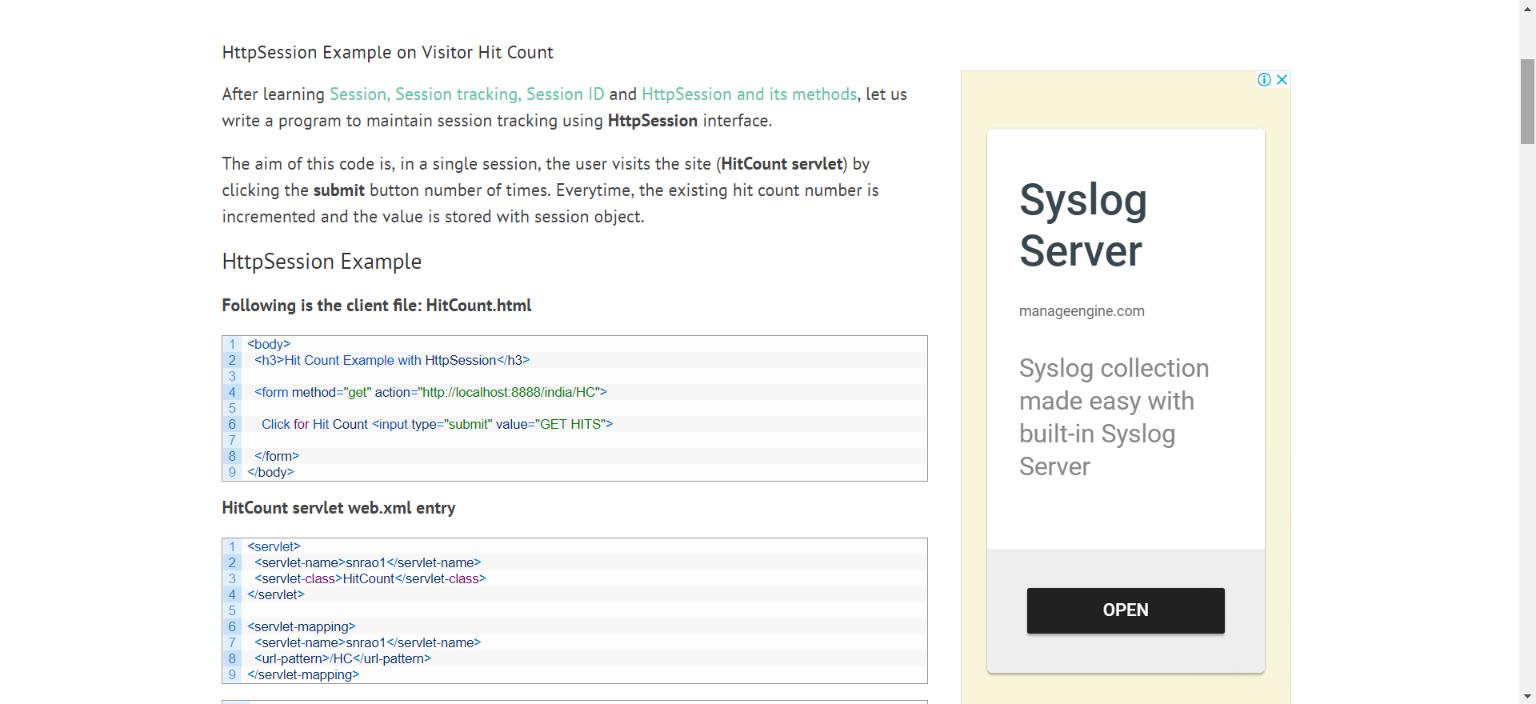 HttpSession Example on Visitor Hit Count
After learning Session, Session tracking, Session ID and HttpSession and its methods, let us
write a program to maintain session tracking using HttpSession interface.
The aim of this code is, in a single session, the user visits the site (HitCount servlet) by
clicking the submit button number of times. Everytime, the existing hit count number is
incremented and the value is stored with session object.
HttpSession Example
Following is the client file: HitCount.html
1 <body>
2 <h3>Hit Count Example with HttpSession</h3>
3
4 <form method="get" action="http://localhost:8888/india/HC">
5
6 Click for Hit Count <input type="submit" value="GET HITS">
7
8 </form>
9 </body>
HitCount servlet web.xml entry
1 <servlet>
2 <servlet-name>snrao1</servlet-name>
3 <servlet-class>HitCount</servlet-class>
4 </servlet>
5
6 <servlet-mapping>
7 <servlet-name>snrao1</servlet-name>
8 <url-pattern>/HC</url-pattern>
9 </servlet-mapping>
Syslog
Server
manageengine.com
Syslog collection
made easy with
built-in Syslog
Server
OPEN